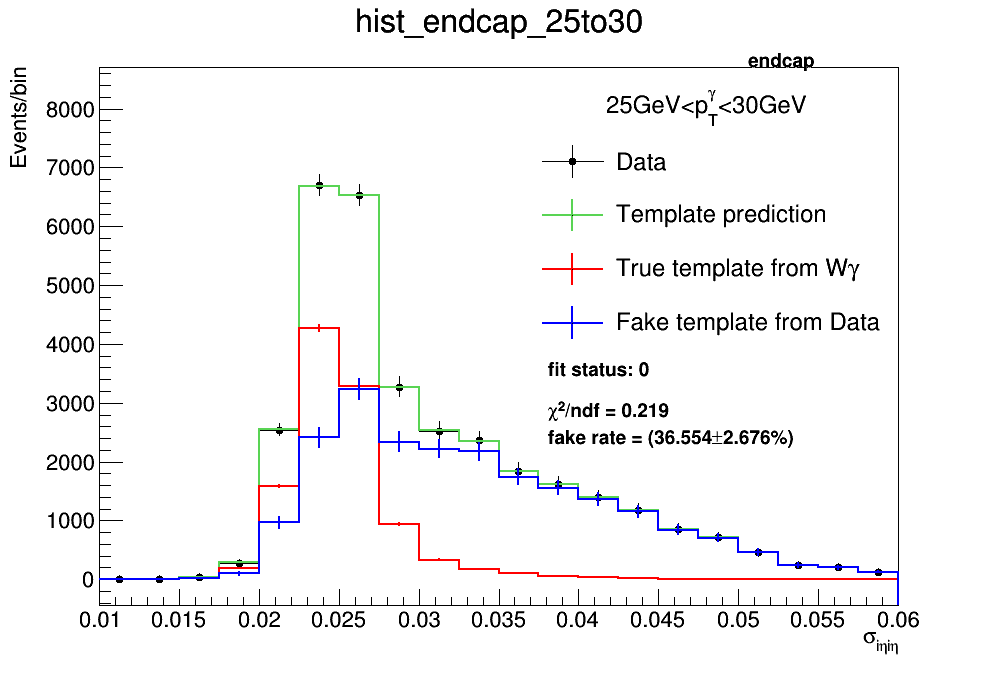 hist_endcap_25to30
endcap
Events/bin
25GeV<p_T^γ<30GeV
Data
Template prediction
True template from Wγ
Fake template from Data
fit status: 0
χ²/ndf = 0.219
fake rate = (36.554±2.676%)
8000
7000
6000
5000
4000
3000
2000
1000
0
0.01 0.015 0.02 0.025 0.03 0.035 0.04 0.045 0.05 0.055 0.06
σ_iηiη